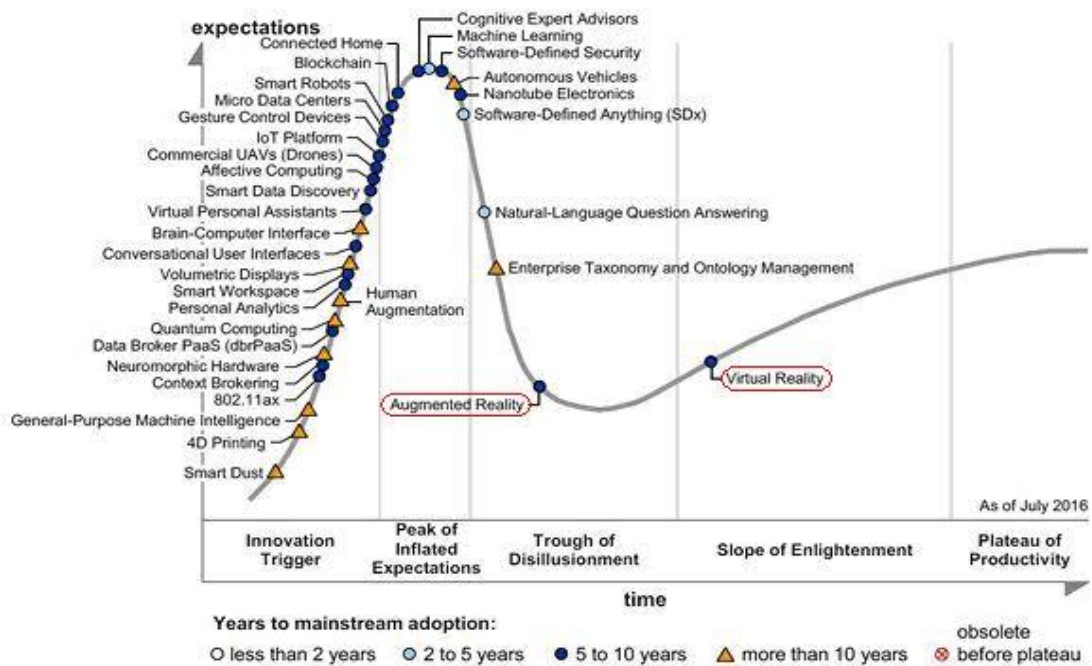 expectations
Cognitive Expert Advisors
Machine Learning
Software-Defined Security
Connected Home
Blockchain
Smart Robots
Micro Data Centers
Gesture Control Devices
IoT Platform
Commercial UAVs (Drones)
Affective Computing
Smart Data Discovery
Virtual Personal Assistants
Brain-Computer Interface
Conversational User Interfaces
Volumetric Displays
Smart Workspace
Personal Analytics
Quantum Computing
Data Broker PaaS (dbrPaaS)
Neuromorphic Hardware
Context Brokering
802.11ax
General-Purpose Machine Intelligence
4D Printing
Smart Dust
Human
Augmentation
Autonomous Vehicles
Nanotube Electronics
Software-Defined Anything (SDx)
Natural-Language Question Answering
Enterprise Taxonomy and Ontology Management
Augmented Reality
Virtual Reality
As of July 2016
Innovation
Trigger
Peak of
Inflated
Expectations
Trough of
Disillusionment
Slope of Enlightenment
Plateau of
Productivity
time
Years to mainstream adoption:
less than 2 years
2 to 5 years
5 to 10 years
more than 10 years
obsolete
before plateau